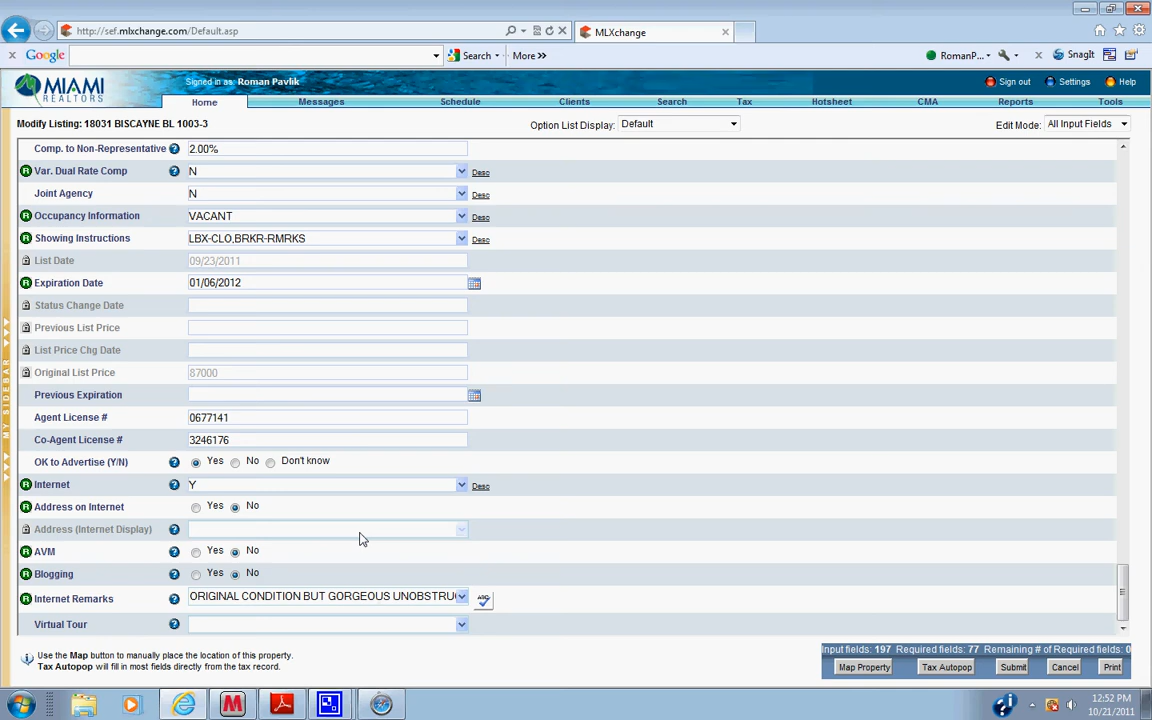 http://sef.mlxchange.com/Default.asp
MLXchange
Google
Search
More »
RomanP...
SnagIt
MIAMI
REALTORS
Signed in as: Roman Pavlik
Sign out
Settings
Help
Home
Messages
Schedule
Clients
Search
Tax
Hotsheet
CMA
Reports
Tools
Modify Listing: 18031 BISCAYNE BL 1003-3
Option List Display: Default
Edit Mode: All Input Fields
Comp. to Non-Representative 2.00%
R Var. Dual Rate Comp N Desc
Joint Agency N Desc
R Occupancy Information VACANT Desc
R Showing Instructions LBX-CLO,BRKR-RMRKS Desc
List Date 09/23/2011
R Expiration Date 01/06/2012
Status Change Date
Previous List Price
List Price Chg Date
Original List Price 87000
Previous Expiration
Agent License # 0677141
Co-Agent License # 3246176
OK to Advertise (Y/N) Yes No Don't know
R Internet Y Desc
R Address on Internet Yes No
Address (Internet Display)
R AVM Yes No
R Blogging Yes No
R Internet Remarks ORIGINAL CONDITION BUT GORGEOUS UNOBSTRU
ABC
Virtual Tour
MY SIDEBAR
Use the Map button to manually place the location of this property.
Tax Autopop will fill in most fields directly from the tax record.
Input fields: 197 Required fields: 77 Remaining # of Required fields: 0
Map Property
Tax Autopop
Submit
Cancel
Print
12:52 PM
10/21/2011